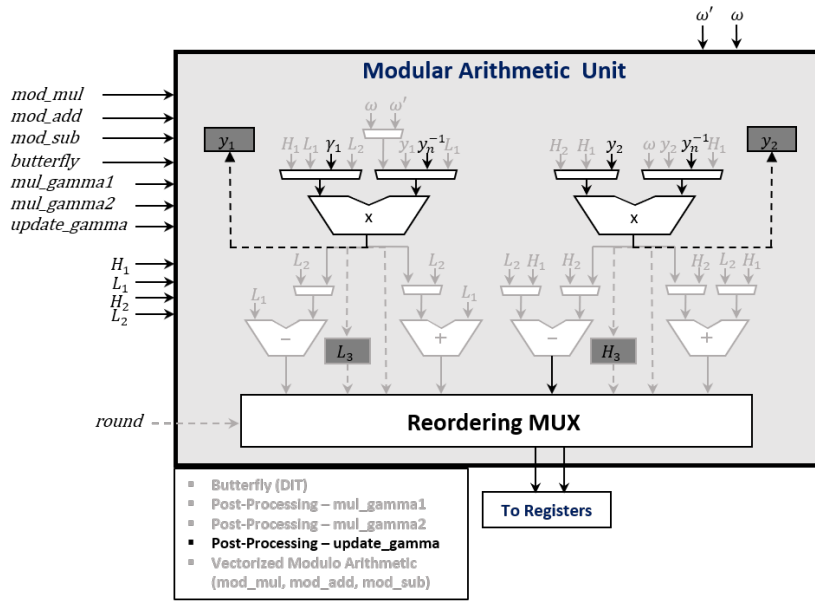 ω′ ω
Modular Arithmetic Unit
mod_mul
mod_add
mod_sub
butterfly
mul_gamma1
mul_gamma2
update_gamma
H₁
L₁
H₂
L₂
round
ω ω′
y₁
H₁ L₁ γ₁ L₂ y₁ yₙ⁻¹ L₁
H₂ H₁ y₂ ω y₂ yₙ⁻¹ H₁
y₂
x
x
L₂ L₂ L₂ H₁ H₂ H₂ L₂ H₁
L₁ L₁
− L₃ + − H₃ +
Reordering MUX
Butterfly (DIT)
Post-Processing – mul_gamma1
Post-Processing – mul_gamma2
Post-Processing – update_gamma
Vectorized Modulo Arithmetic
(mod_mul, mod_add, mod_sub)
To Registers